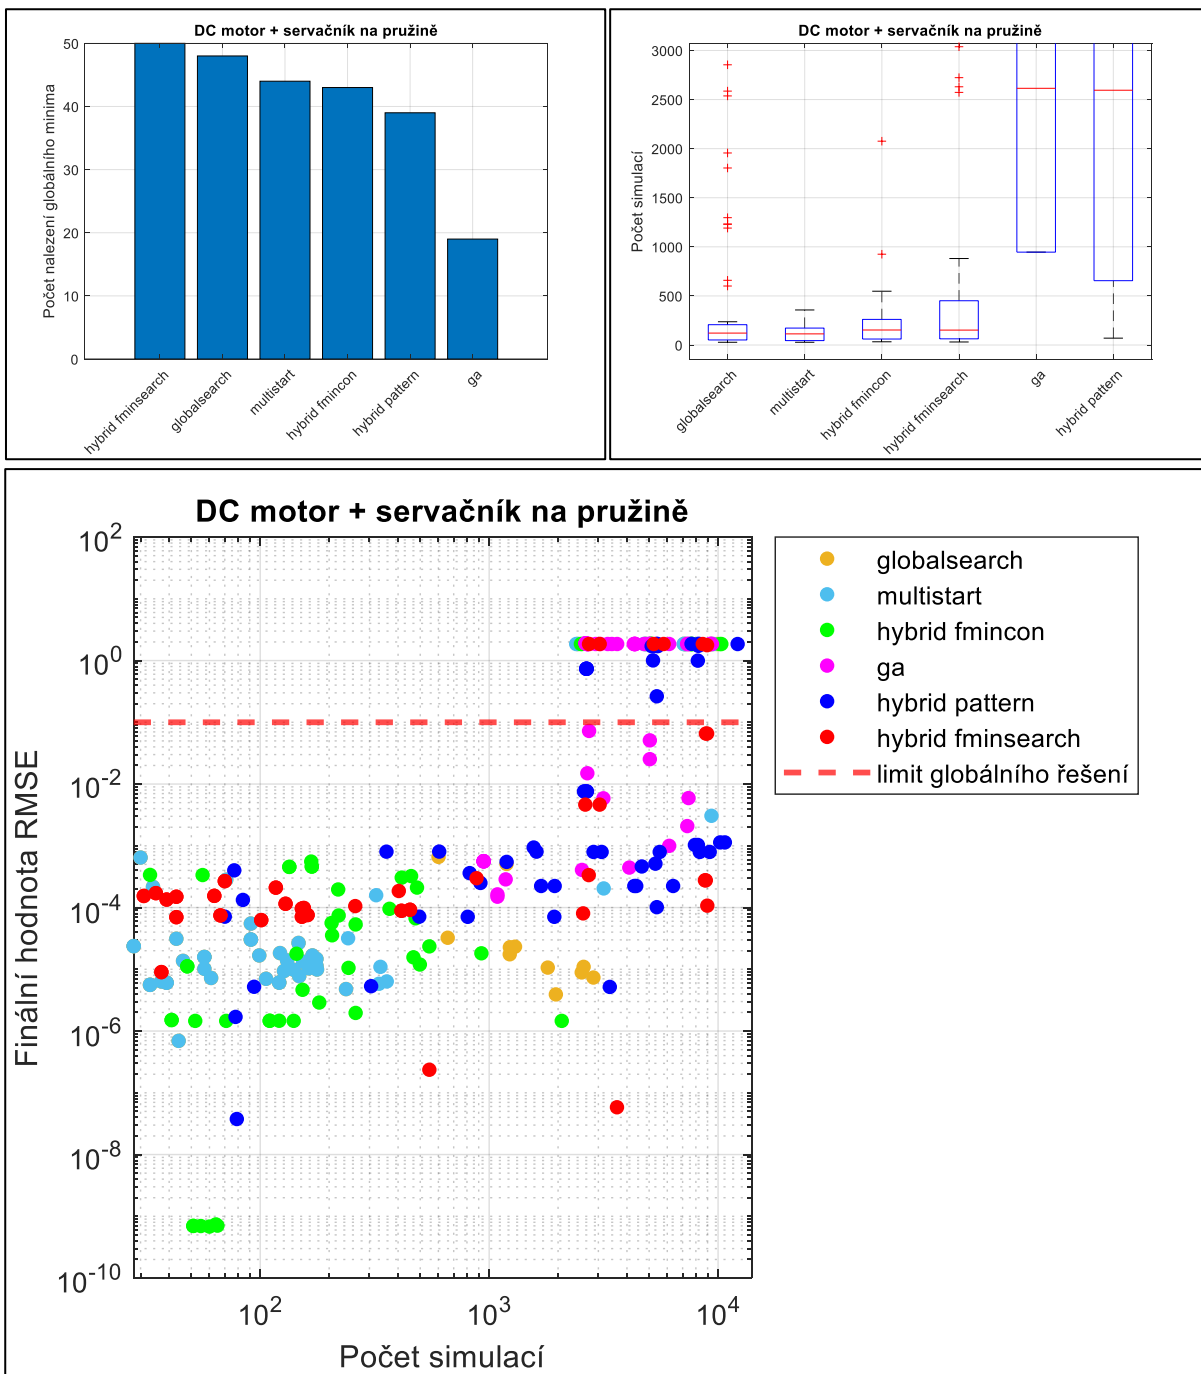 DC motor + servačník na pružině
Počet nalezení globálního minima
50
40
30
20
10
0
hybrid fminsearch
globalsearch
multistart
hybrid fmincon
hybrid pattern
ga
DC motor + servačník na pružině
Počet simulací
3000
2500
2000
1500
1000
500
0
globalsearch
multistart
hybrid fmincon
hybrid fminsearch
ga
hybrid pattern
DC motor + servačník na pružině
Finální hodnota RMSE
10^2
10^0
10^-2
10^-4
10^-6
10^-8
10^-10
10^2
10^3
10^4
Počet simulací
globalsearch
multistart
hybrid fmincon
ga
hybrid pattern
hybrid fminsearch
limit globálního řešení